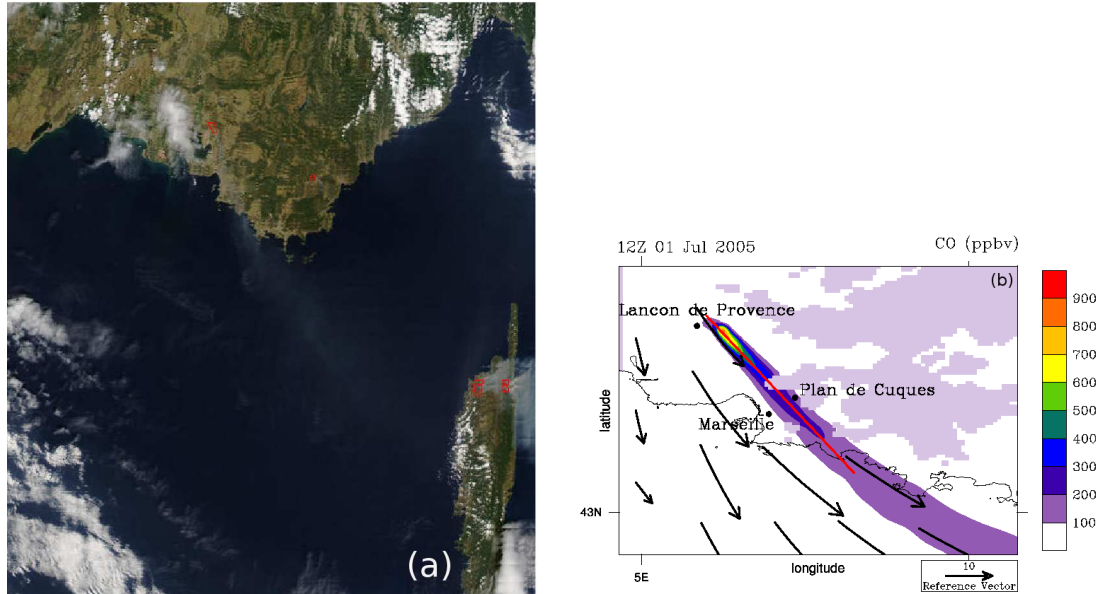 (a)
12Z 01 Jul 2005
CO (ppbv)
(b)
Lancon de Provence
Plan de Cuques
Marseille
latitude
43N
5E
longitude
10
Reference Vector
900
800
700
600
500
400
300
200
100